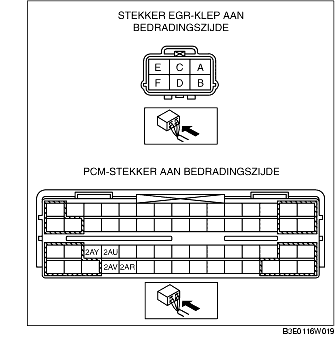 STEKKER EGR-KLEP AAN
BEDRADINGSZIJDE
E C A
F D B
PCM-STEKKER AAN BEDRADINGSZIJDE
2AY 2AU
2AV 2AR
B3E0116W019